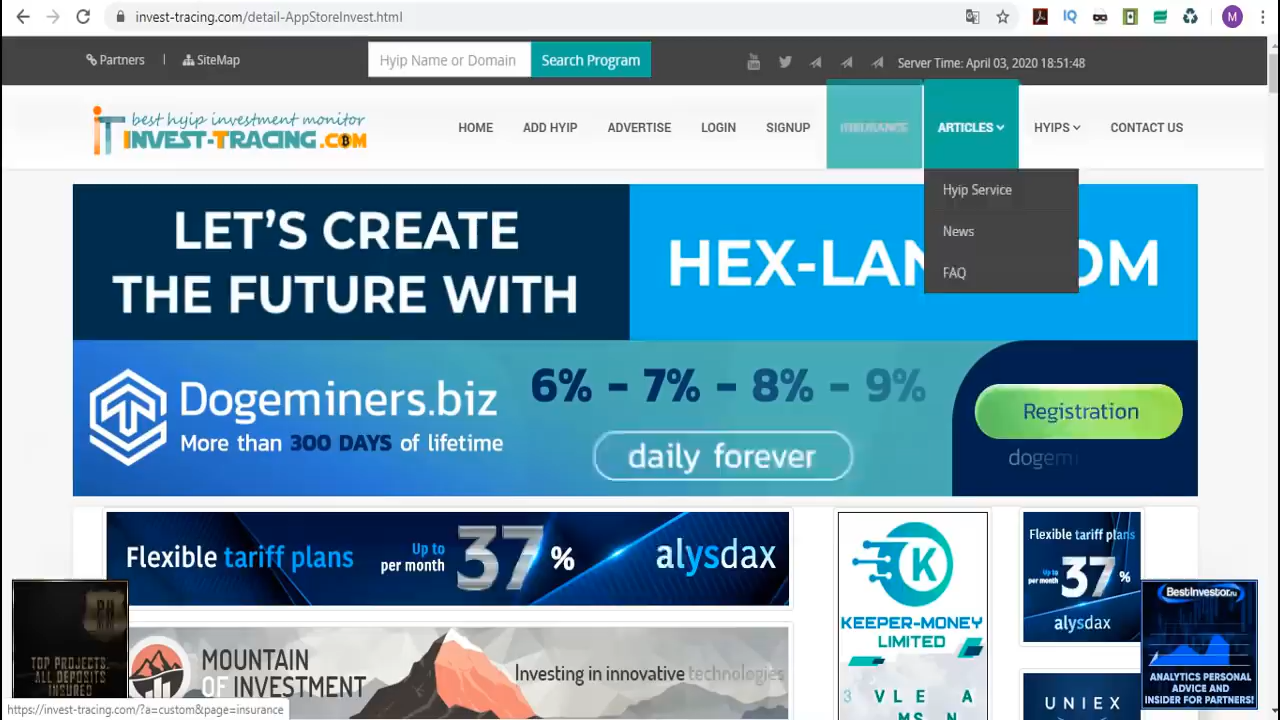 invest-tracing.com/detail-AppStoreInvest.html
M
Partners
SiteMap
Hyip Name or Domain
Search Program
Server Time: April 03, 2020 18:51:48
best hyip investment monitor
iNVEST-TRACiNG.COM
HOME
ADD HYIP
ADVERTISE
LOGIN
SIGNUP
INSURANCE
ARTICLES
HYIPS
CONTACT US
Hyip Service
News
FAQ
LET'S CREATE
THE FUTURE WITH
HEX-LAN
OM
Dogeminers.biz
More than 300 DAYS of lifetime
6% - 7% - 8% - 9%
daily forever
Registration
dogemi
Flexible tariff plans
Up to
per month
37 %
alysdax
KEEPER-MONEY
LIMITED
3 V L E A
M S N
Flexible tariff plans
Up to
per month
37 %
alysdax
UNIEX
MOUNTAIN
OF INVESTMENT
Investing in innovative technologies
TOP PROJECTS.
ALL DEPOSITS
INSURED
BestInvestor.ru
ANALYTICS PERSONAL
ADVICE AND
INSIDER FOR PARTNERS!
https://invest-tracing.com/?a=custom&page=insurance